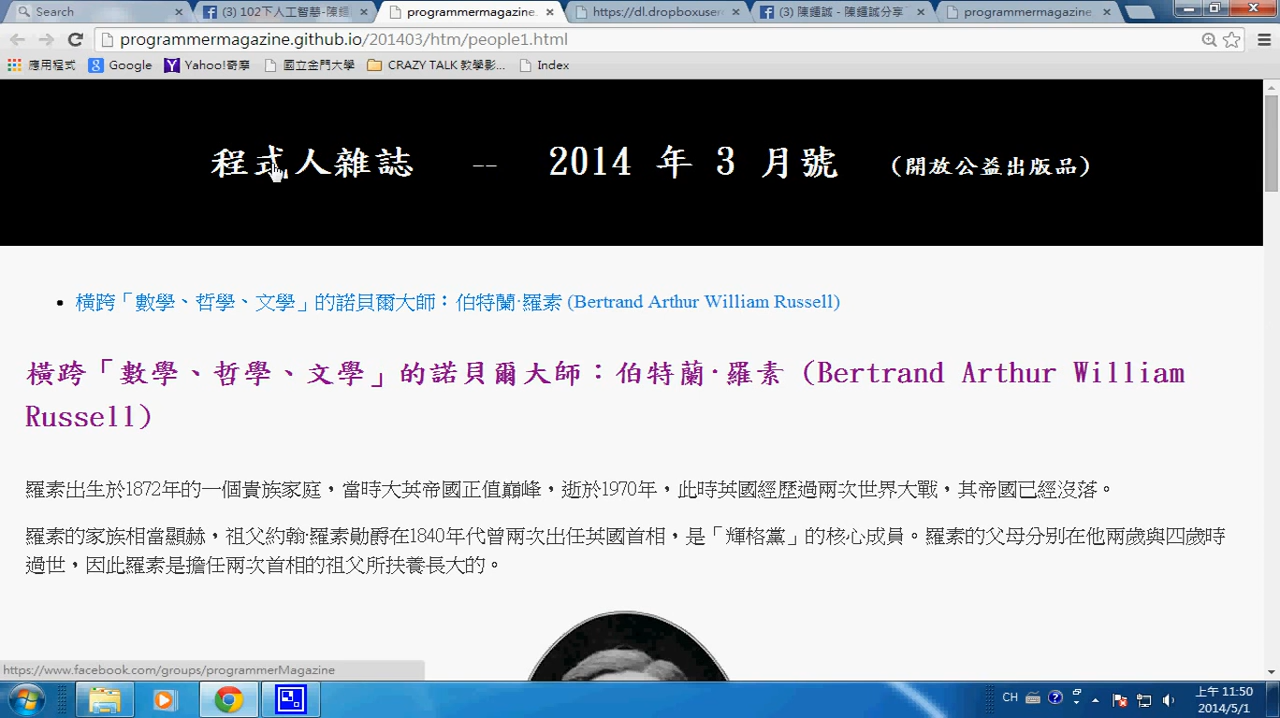 Search
(3) 102下人工智慧-陳鍾
programmermagazine.
https://dl.dropboxuser
(3) 陳鍾誠 - 陳鍾誠分享
programmermagazine
programmermagazine.github.io/201403/htm/people1.html
應用程式 Google Yahoo!奇摩 國立金門大學 CRAZY TALK 教學影... Index
程式人雜誌 -- 2014 年 3 月號 (開放公益出版品)
橫跨「數學、哲學、文學」的諾貝爾大師：伯特蘭·羅素 (Bertrand Arthur William Russell)
橫跨「數學、哲學、文學」的諾貝爾大師：伯特蘭·羅素 (Bertrand Arthur William
Russell)
羅素出生於1872年的一個貴族家庭，當時大英帝國正值巔峰，逝於1970年，此時英國經歷過兩次世界大戰，其帝國已經沒落。
羅素的家族相當顯赫，祖父約翰·羅素勛爵在1840年代曾兩次出任英國首相，是「輝格黨」的核心成員。羅素的父母分別在他兩歲與四歲時
過世，因此羅素是擔任兩次首相的祖父所扶養長大的。
https://www.facebook.com/groups/programmerMagazine
CH
上午 11:50
2014/5/1